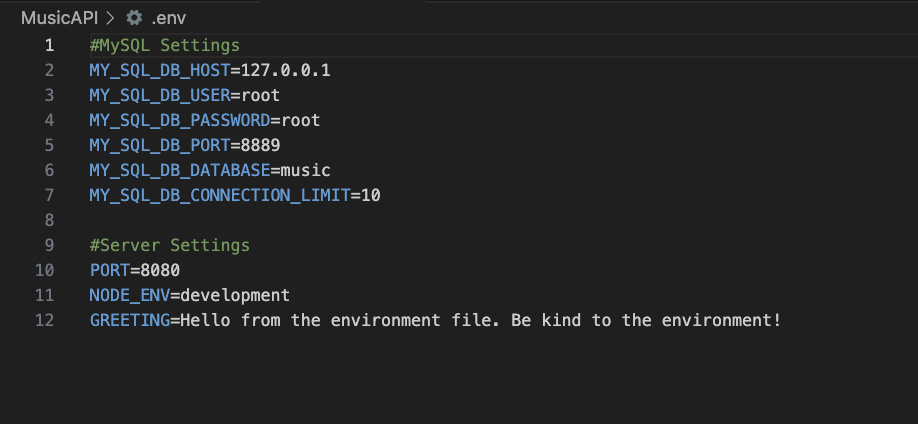 MusicAPI > .env
1 #MySQL Settings
2 MY_SQL_DB_HOST=127.0.0.1
3 MY_SQL_DB_USER=root
4 MY_SQL_DB_PASSWORD=root
5 MY_SQL_DB_PORT=8889
6 MY_SQL_DB_DATABASE=music
7 MY_SQL_DB_CONNECTION_LIMIT=10
8
9 #Server Settings
10 PORT=8080
11 NODE_ENV=development
12 GREETING=Hello from the environment file. Be kind to the environment!